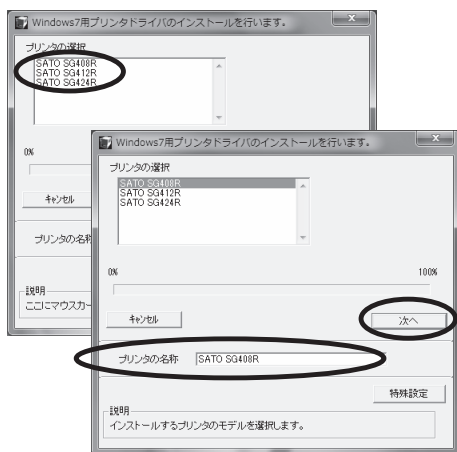 Windows7用プリンタドライバのインストールを行います。
プリンタの選択
SATO SG408R
SATO SG412R
SATO SG424R
0%
キャンセル
プリンタの名称
説明
ここにマウスカー
Windows7用プリンタドライバのインストールを行います。
プリンタの選択
SATO SG408R
SATO SG412R
SATO SG424R
0%
100%
キャンセル
次へ
プリンタの名称 SATO SG408R
特殊設定
説明
インストールするプリンタのモデルを選択します。